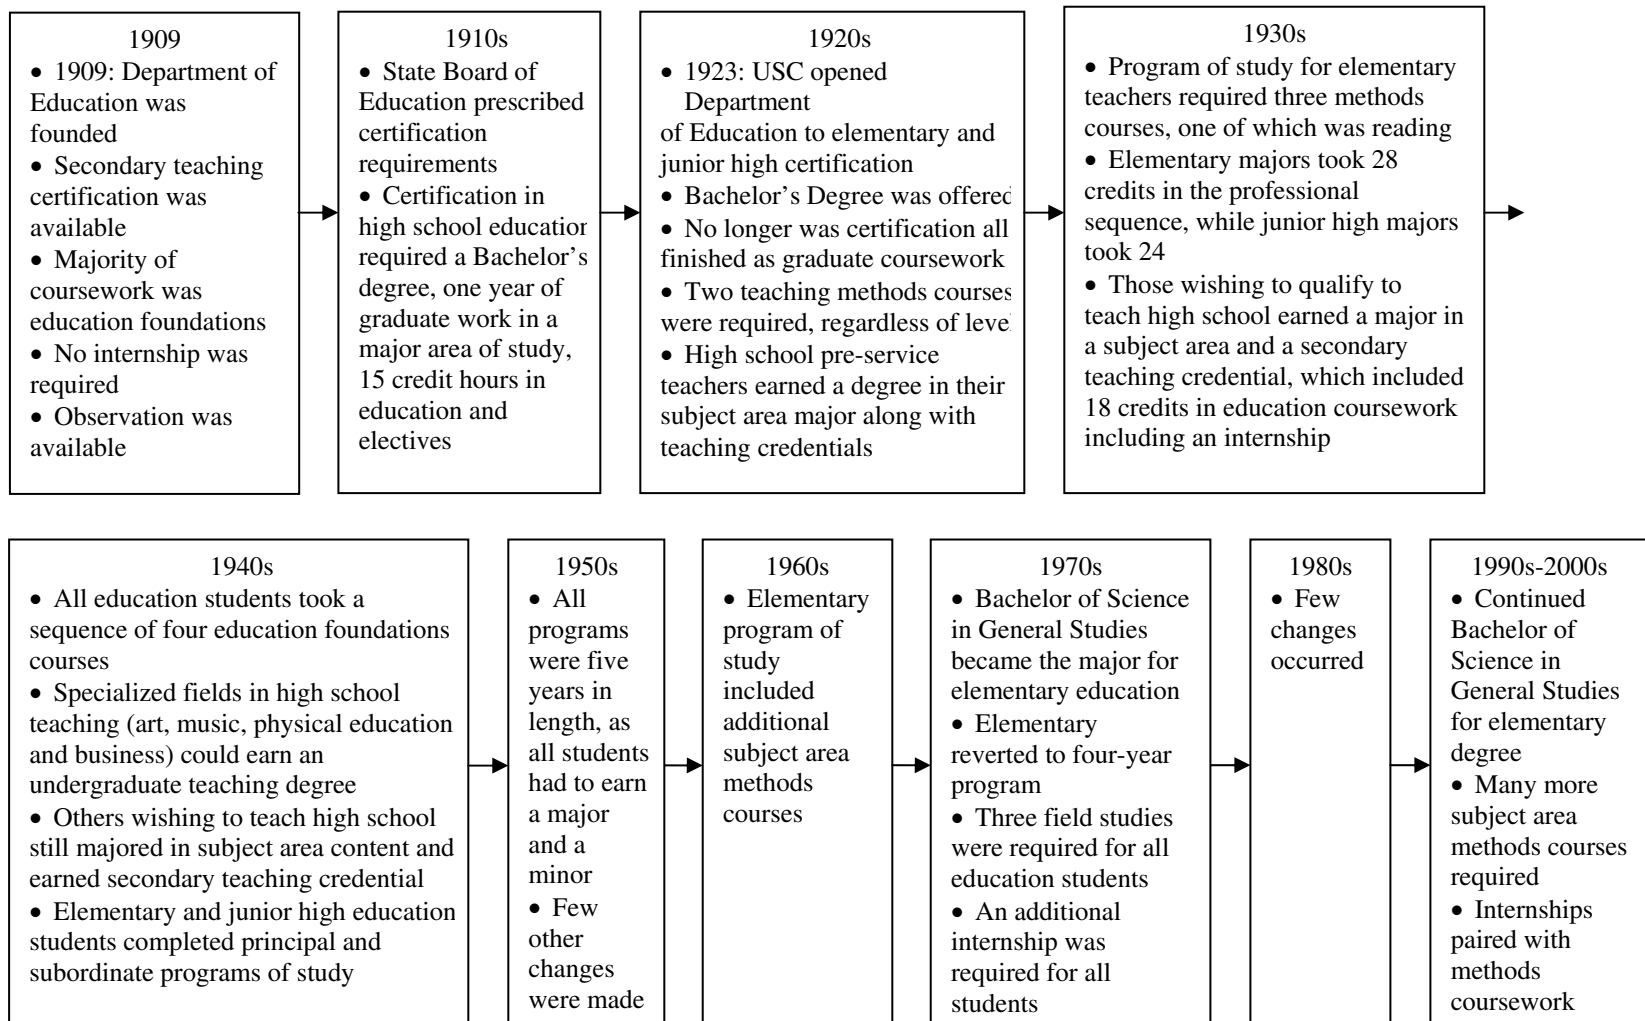 1909
• 1909: Department of
Education was
founded
• Secondary teaching
certification was
available
• Majority of
coursework was
education foundations
• No internship was
required
• Observation was
available
1910s
• State Board of
Education prescribed
certification
requirements
• Certification in
high school education
required a Bachelor’s
degree, one year of
graduate work in a
major area of study,
15 credit hours in
education and
electives
1920s
• 1923: USC opened
Department
of Education to elementary and
junior high certification
• Bachelor’s Degree was offered
• No longer was certification all
finished as graduate coursework
• Two teaching methods courses
were required, regardless of level
• High school pre-service
teachers earned a degree in their
subject area major along with
teaching credentials
1930s
• Program of study for elementary
teachers required three methods
courses, one of which was reading
• Elementary majors took 28
credits in the professional
sequence, while junior high majors
took 24
• Those wishing to qualify to
teach high school earned a major in
a subject area and a secondary
teaching credential, which included
18 credits in education coursework
including an internship
1940s
• All education students took a
sequence of four education foundations
courses
• Specialized fields in high school
teaching (art, music, physical education
and business) could earn an
undergraduate teaching degree
• Others wishing to teach high school
still majored in subject area content and
earned secondary teaching credential
• Elementary and junior high education
students completed principal and
subordinate programs of study
1950s
• All
programs
were five
years in
length, as
all students
had to earn
a major
and a
minor
• Few
other
changes
were made
1960s
• Elementary
program of
study
included
additional
subject area
methods
courses
1970s
• Bachelor of Science
in General Studies
became the major for
elementary education
• Elementary
reverted to four-year
program
• Three field studies
were required for all
education students
• An additional
internship was
required for all
students
1980s
• Few
changes
occurred
1990s-2000s
• Continued
Bachelor of
Science in
General Studies
for elementary
degree
• Many more
subject area
methods courses
required
• Internships
paired with
methods
coursework